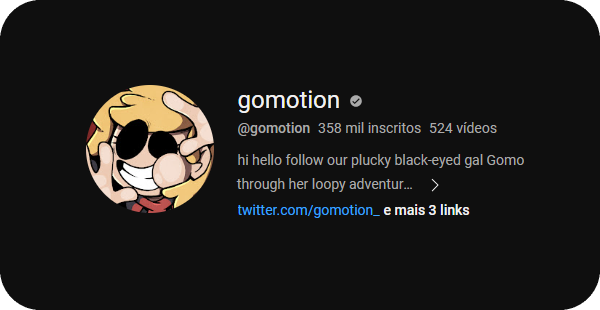 gomotion
@gomotion 358 mil inscritos 524 vídeos
hi hello follow our plucky black-eyed gal Gomo
through her loopy adventur...
twitter.com/gomotion_ e mais 3 links